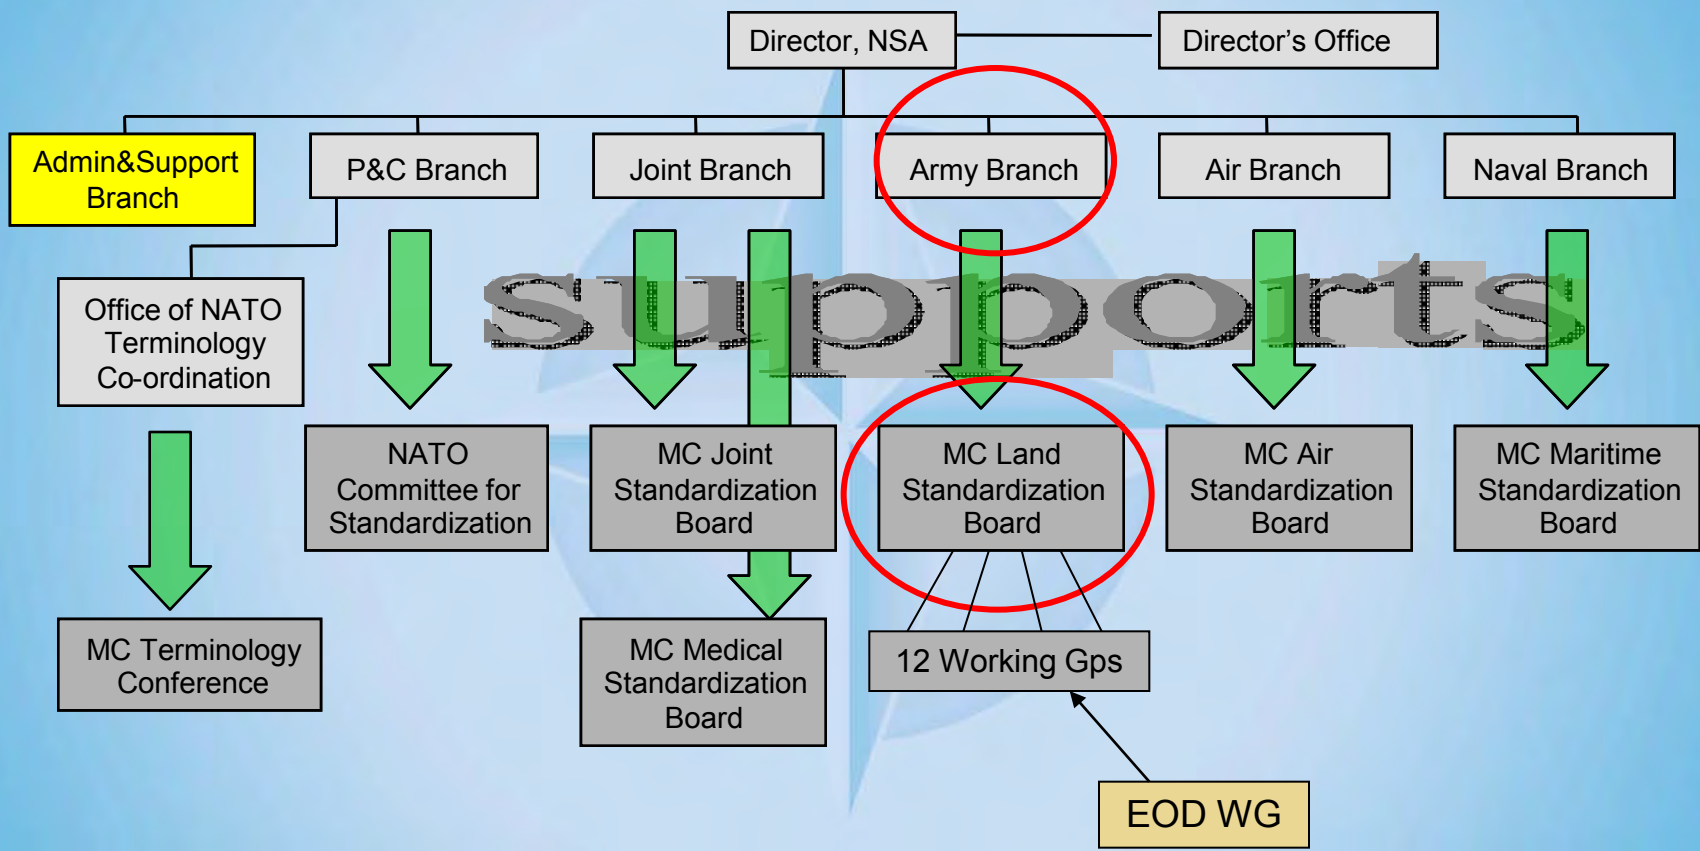 Director, NSA
Director's Office
Admin&Support
Branch
P&C Branch
Joint Branch
Army Branch
Air Branch
Naval Branch
supports
Office of NATO
Terminology
Co-ordination
NATO
Committee for
Standardization
MC Joint
Standardization
Board
MC Land
Standardization
Board
MC Air
Standardization
Board
MC Maritime
Standardization
Board
MC Terminology
Conference
MC Medical
Standardization
Board
12 Working Gps
EOD WG